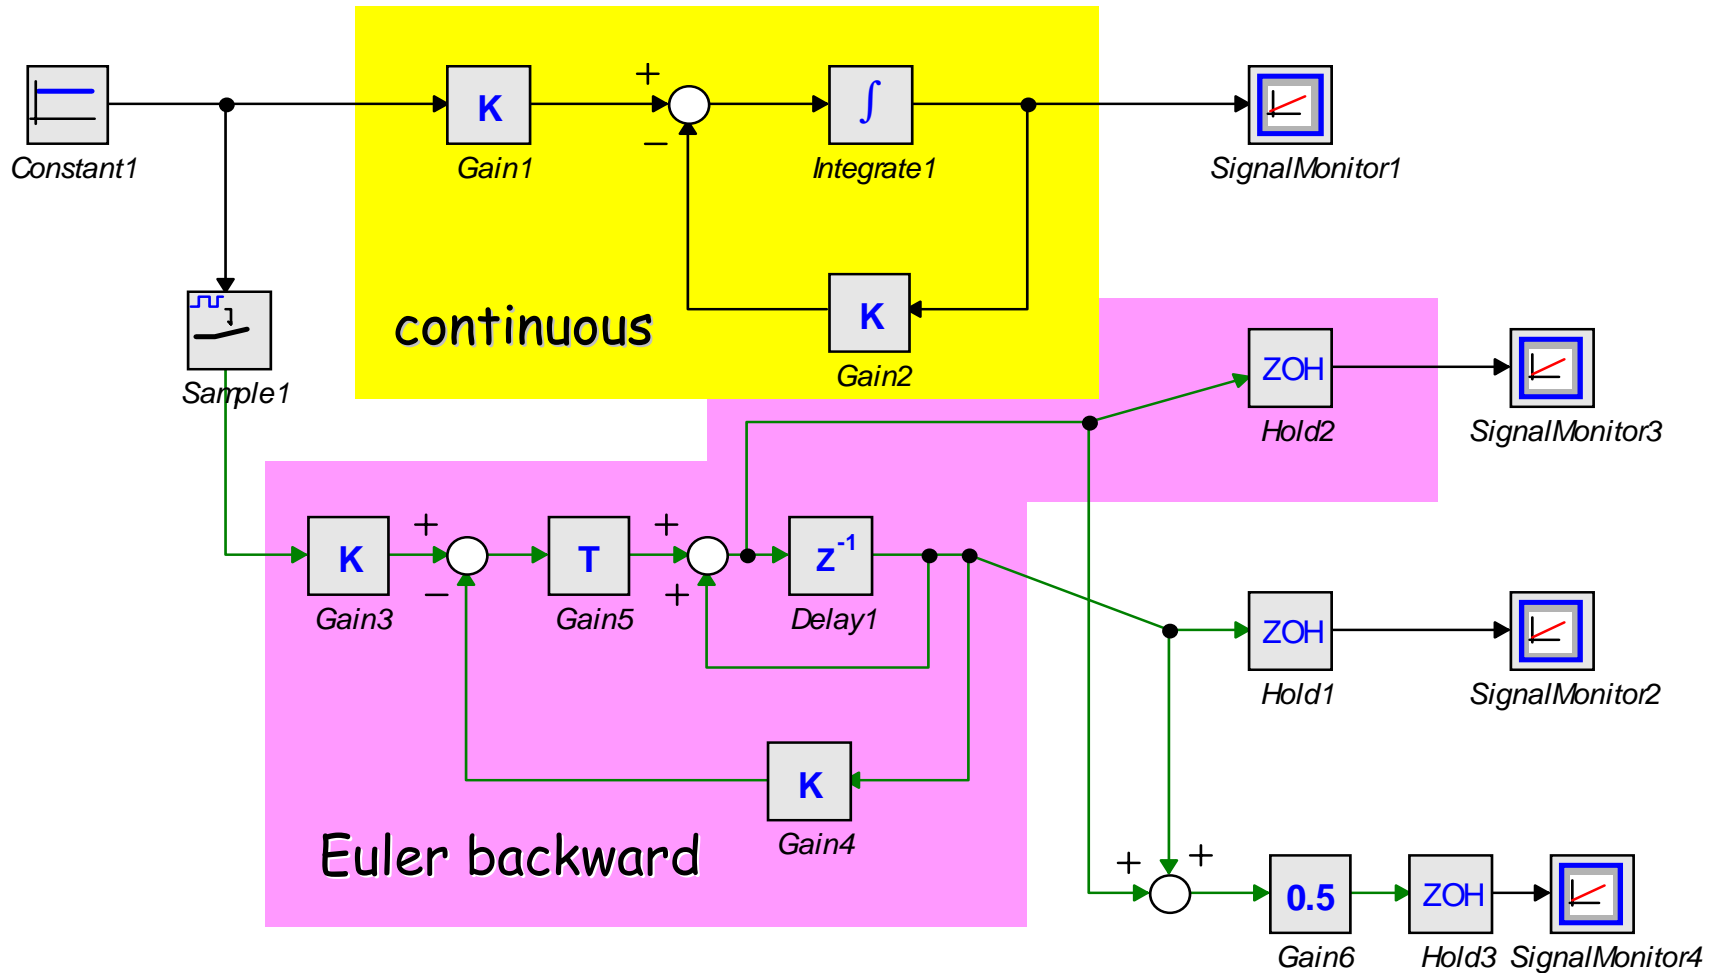 +
K
∫
Constant1
Gain1
−
Integrate1
SignalMonitor1
continuous
K
Gain2
ZOH
Sample1
Hold2
SignalMonitor3
+
+
K
T
z-1
−
+
Gain3
Gain5
Delay1
ZOH
Hold1
SignalMonitor2
K
Gain4
Euler backward
+
+
0.5
ZOH
Gain6
Hold3
SignalMonitor4